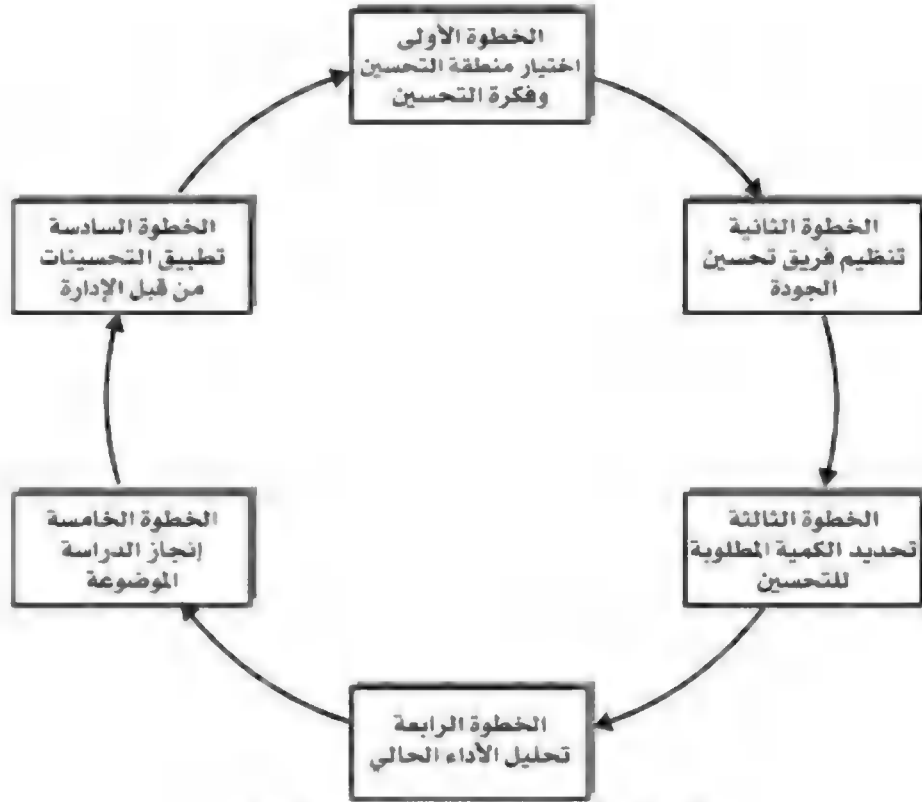 الخطوة الأولى
اختيار منطقة التحسين
وفكرة التحسين
الخطوة الثانية
تنظيم فريق تحسين
الجودة
الخطوة الثالثة
تحديد الكمية المطلوبة
للتحسين
الخطوة الرابعة
تحليل الأداء الحالي
الخطوة الخامسة
إنجاز الدراسة
الموضوعة
الخطوة السادسة
تطبيق التحسينات
من قبل الإدارة